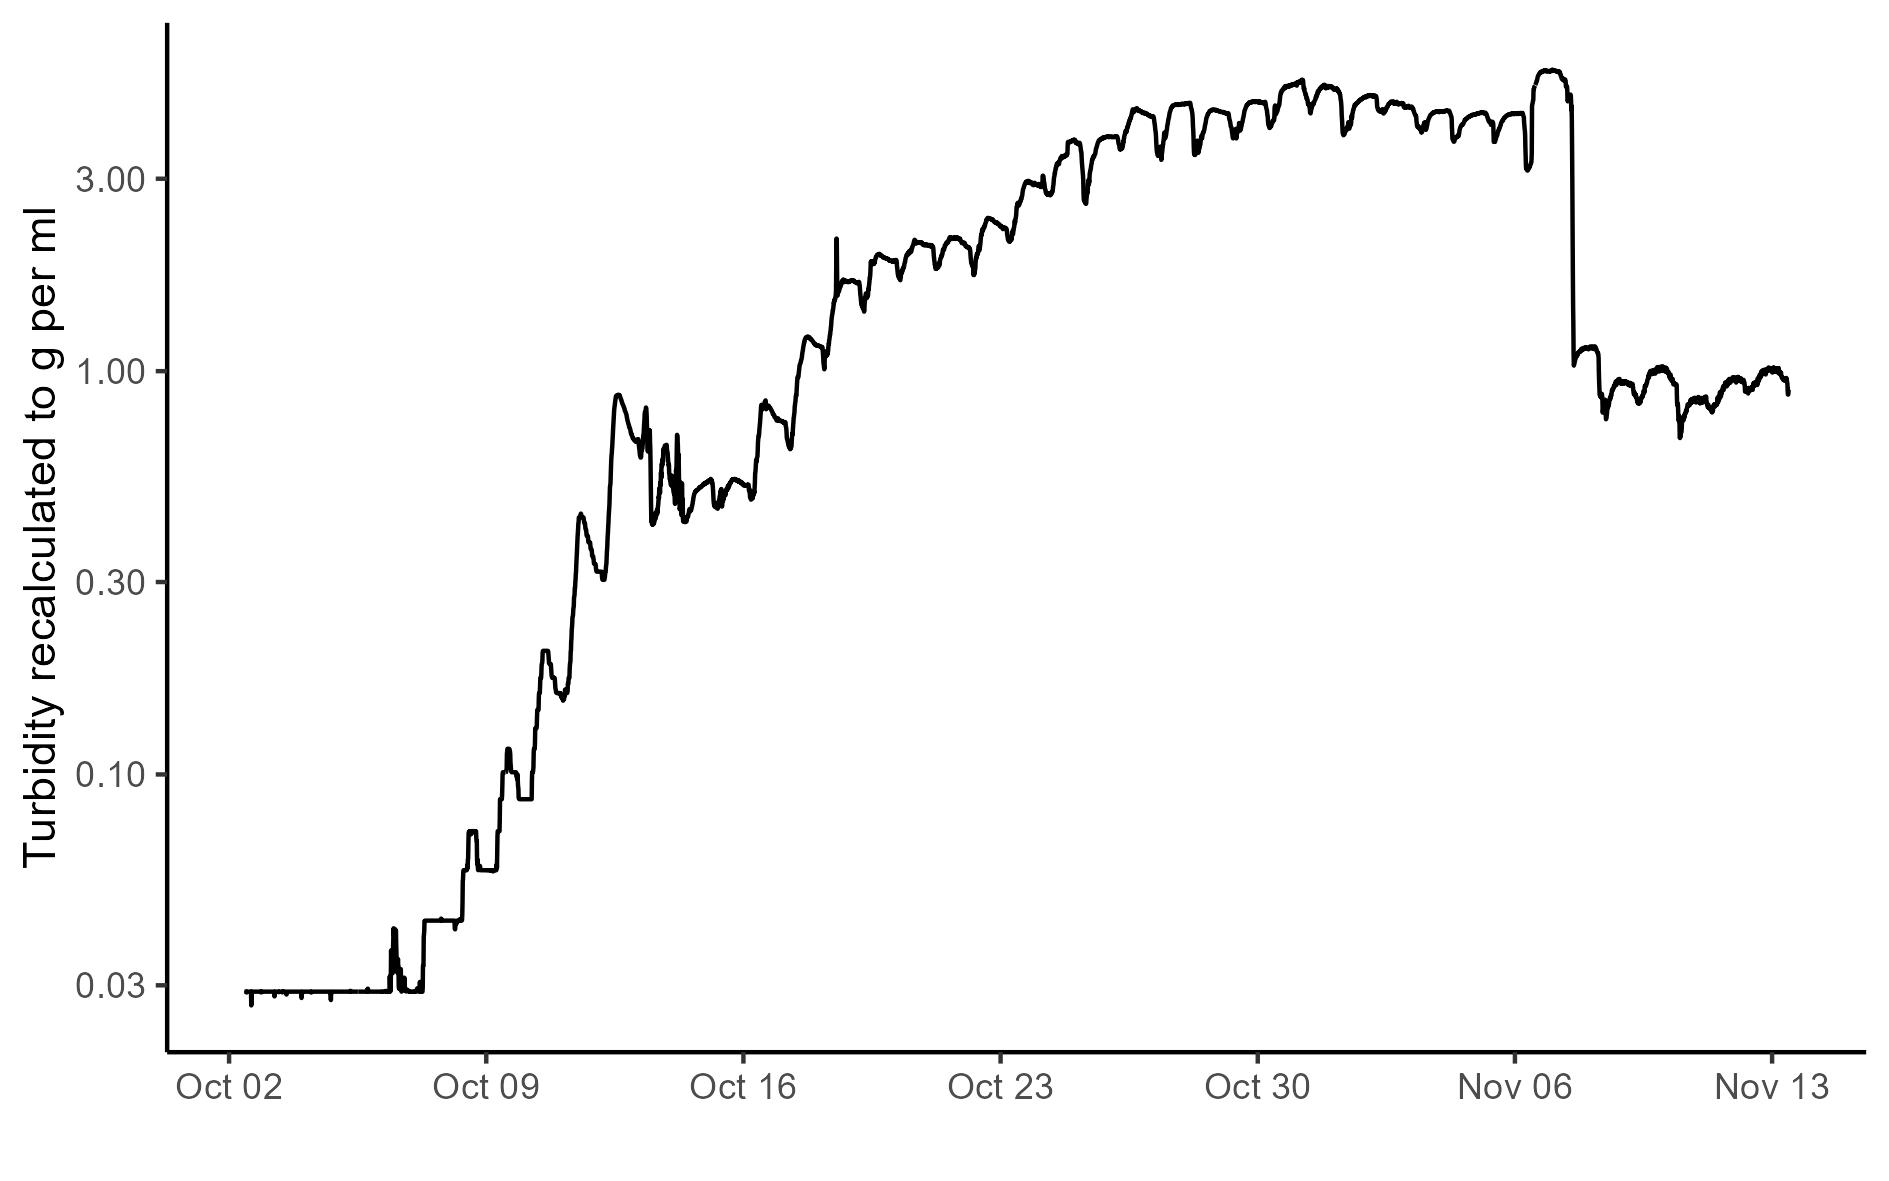 Turbidity recalculated to g per ml
3.00
1.00
0.30
0.10
0.03
Oct 02
Oct 09
Oct 16
Oct 23
Oct 30
Nov 06
Nov 13